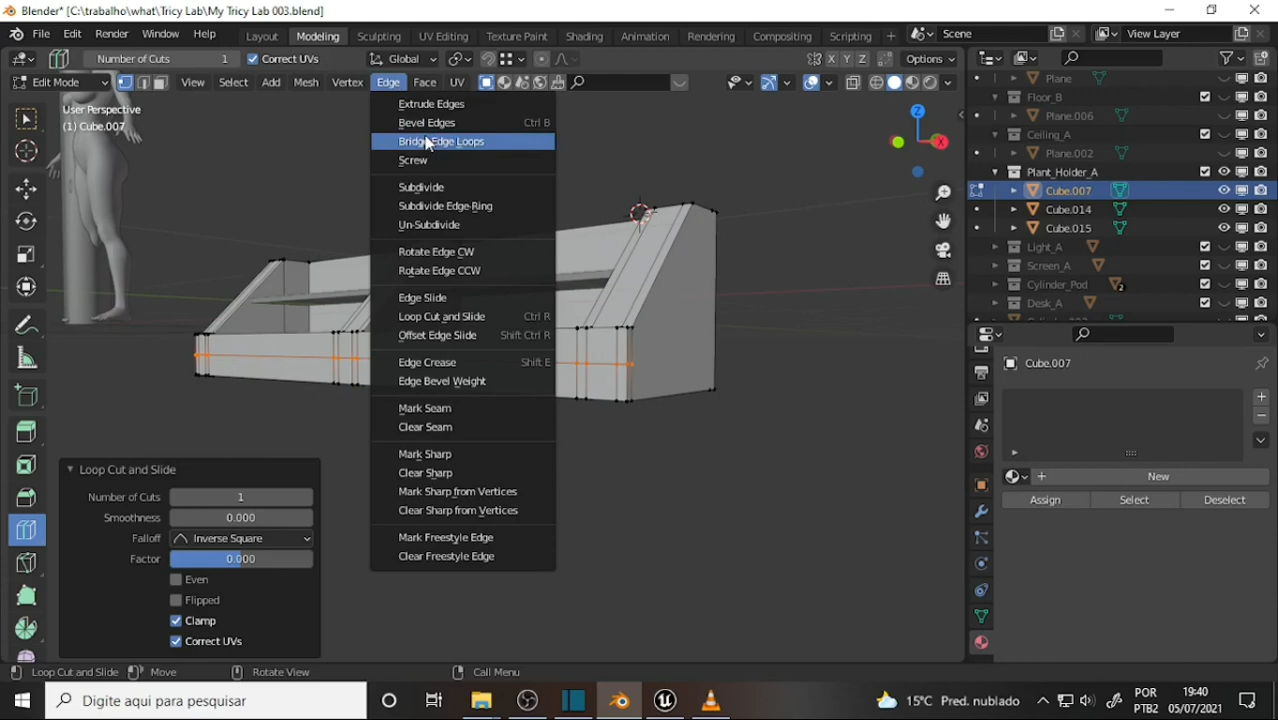 Blender* [C:\trabalho\what\Tricy Lab\My Tricy Lab 003.blend]
File Edit Render Window Help Layout Modeling Sculpting UV Editing Texture Paint Shading Animation Rendering Compositing Scripting + Scene View Layer
Number of Cuts 1 Correct UVs Global X Y Z Options
Edit Mode View Select Add Mesh Vertex Edge Face UV
User Perspective
(1) Cube.007
Extrude Edges
Bevel Edges Ctrl B
Bridge Edge Loops
Screw
Subdivide
Subdivide Edge-Ring
Un-Subdivide
Rotate Edge CW
Rotate Edge CCW
Edge Slide
Loop Cut and Slide Ctrl R
Offset Edge Slide Shift Ctrl R
Edge Crease Shift E
Edge Bevel Weight
Mark Seam
Clear Seam
Mark Sharp
Clear Sharp
Mark Sharp from Vertices
Clear Sharp from Vertices
Mark Freestyle Edge
Clear Freestyle Edge
Z
X
Plane
Floor_B
Plane.006
Ceiling_A
Plane.002
Plant_Holder_A
Cube.007
Cube.014
Cube.015
Light_A
Screen_A
Cylinder_Pod 2
Desk_A
Cube.007
+
−
+ New
Assign Select Deselect
Loop Cut and Slide
Number of Cuts 1
Smoothness 0.000
Falloff Inverse Square
Factor 0.000
Even
Flipped
Clamp
Correct UVs
Loop Cut and Slide Move Rotate View Call Menu
Digite aqui para pesquisar
15°C Pred. nublado
POR
PTB2
19:40
05/07/2021